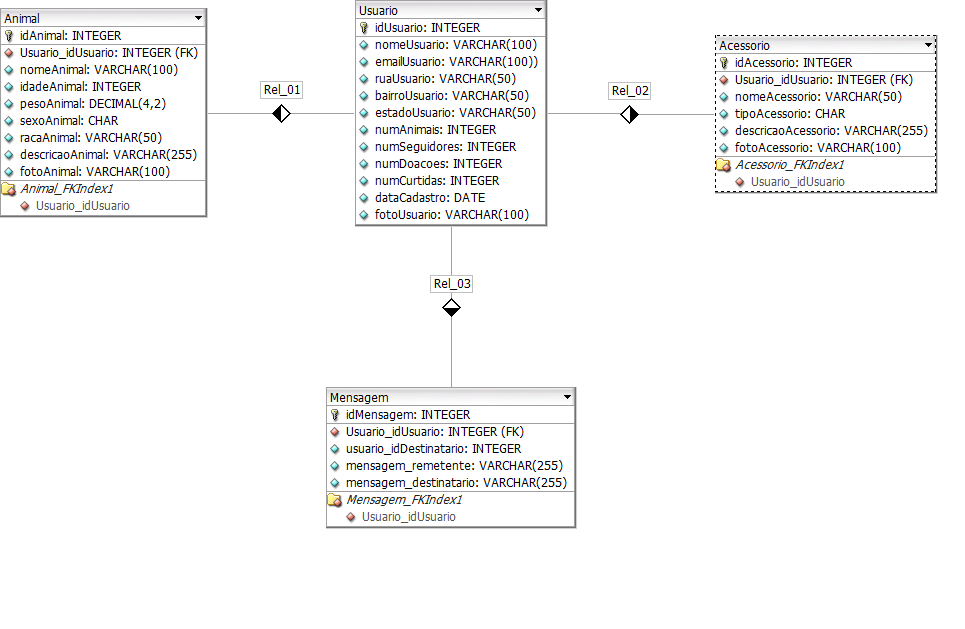 Animal
idAnimal: INTEGER
Usuario_idUsuario: INTEGER (FK)
nomeAnimal: VARCHAR(100)
idadeAnimal: INTEGER
pesoAnimal: DECIMAL(4,2)
sexoAnimal: CHAR
racaAnimal: VARCHAR(50)
descricaoAnimal: VARCHAR(255)
fotoAnimal: VARCHAR(100)
Animal_FKIndex1
Usuario_idUsuario
Rel_01
Usuario
idUsuario: INTEGER
nomeUsuario: VARCHAR(100)
emailUsuario: VARCHAR(100))
ruaUsuario: VARCHAR(50)
bairroUsuario: VARCHAR(50)
estadoUsuario: VARCHAR(50)
numAnimais: INTEGER
numSeguidores: INTEGER
numDoacoes: INTEGER
numCurtidas: INTEGER
dataCadastro: DATE
fotoUsuario: VARCHAR(100)
Rel_02
Acessorio
idAcessorio: INTEGER
Usuario_idUsuario: INTEGER (FK)
nomeAcessorio: VARCHAR(50)
tipoAcessorio: CHAR
descricaoAcessorio: VARCHAR(255)
fotoAcessorio: VARCHAR(100)
Acessorio_FKIndex1
Usuario_idUsuario
Rel_03
Mensagem
idMensagem: INTEGER
Usuario_idUsuario: INTEGER (FK)
usuario_idDestinatario: INTEGER
mensagem_remetente: VARCHAR(255)
mensagem_destinatario: VARCHAR(255)
Mensagem_FKIndex1
Usuario_idUsuario